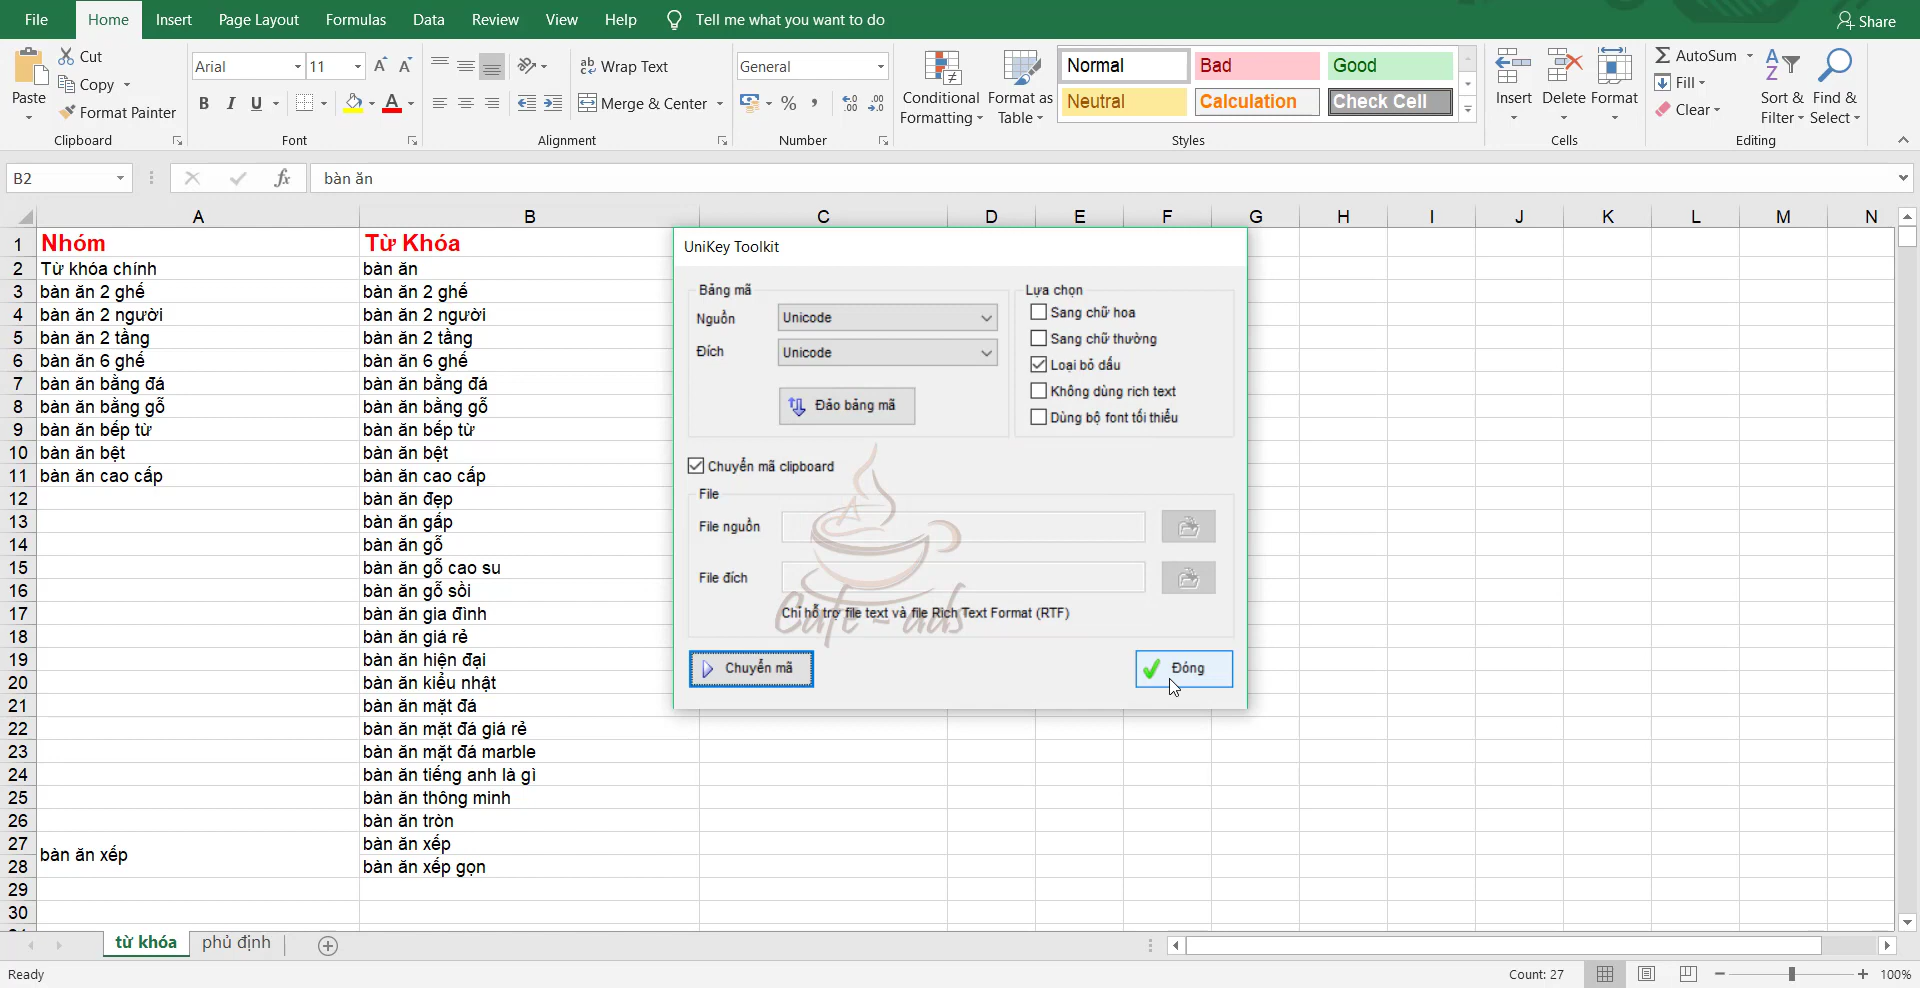 File Home Insert Page Layout Formulas Data Review View Help Tell me what you want to do Share
Cut
Copy
Format Painter
Paste
Clipboard
Arial 11
B I U
Font
Wrap Text
Merge & Center
Alignment
General
% ,
Number
Conditional Formatting
Format as Table
Normal Bad Good
Neutral Calculation Check Cell
Styles
Insert Delete Format
Cells
AutoSum
Fill
Clear
Sort & Filter
Find & Select
Editing
B2 fx bàn ăn
A B C D E F G H I J K L M N
1 Nhóm Từ Khóa
2 Từ khóa chính bàn ăn
3 bàn ăn 2 ghế bàn ăn 2 ghế
4 bàn ăn 2 người bàn ăn 2 người
5 bàn ăn 2 tầng bàn ăn 2 tầng
6 bàn ăn 6 ghế bàn ăn 6 ghế
7 bàn ăn bằng đá bàn ăn bằng đá
8 bàn ăn bằng gỗ bàn ăn bằng gỗ
9 bàn ăn bếp từ bàn ăn bếp từ
10 bàn ăn bệt bàn ăn bệt
11 bàn ăn cao cấp bàn ăn cao cấp
12 bàn ăn đẹp
13 bàn ăn gấp
14 bàn ăn gỗ
15 bàn ăn gỗ cao su
16 bàn ăn gỗ sồi
17 bàn ăn gia đình
18 bàn ăn giá rẻ
19 bàn ăn hiện đại
20 bàn ăn kiểu nhật
21 bàn ăn mặt đá
22 bàn ăn mặt đá giá rẻ
23 bàn ăn mặt đá marble
24 bàn ăn tiếng anh là gì
25 bàn ăn thông minh
26 bàn ăn tròn
27 bàn ăn xếp
bàn ăn xếp
28 bàn ăn xếp gọn
29
30
UniKey Toolkit
Bảng mã
Nguồn Unicode
Đích Unicode
Đảo bảng mã
Lựa chọn
Sang chữ hoa
Sang chữ thường
Loại bỏ dấu
Không dùng rich text
Dùng bộ font tối thiểu
Chuyển mã clipboard
File
File nguồn
File đích
Chỉ hỗ trợ file text và file Rich Text Format (RTF)
Cafe - ads
Chuyển mã Đóng
từ khóa phủ định
Ready Count: 27 100%